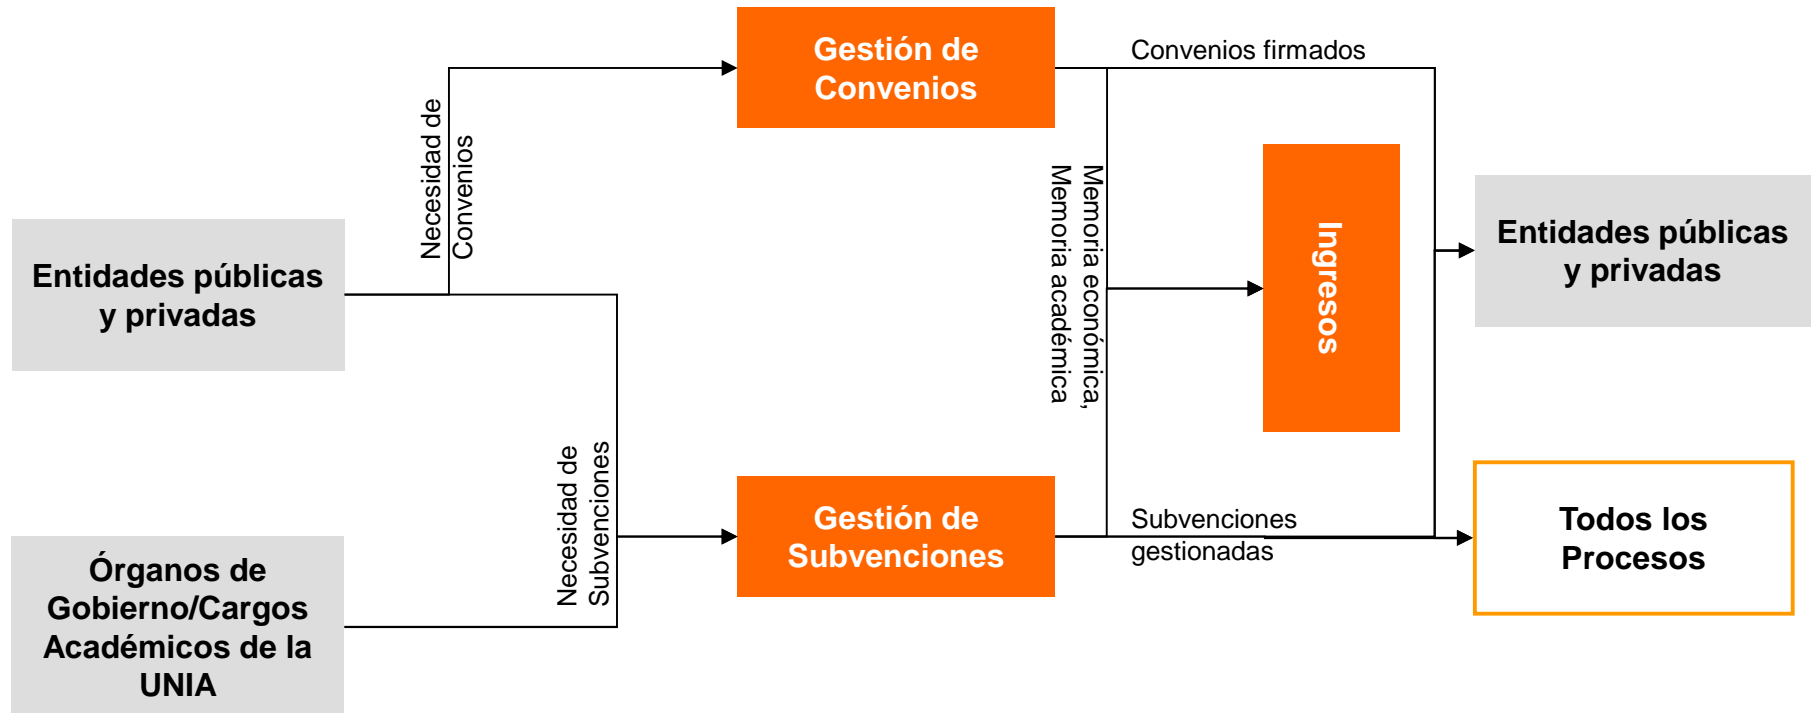 Gestión de
Convenios
Convenios firmados
Necesidad de
Convenios
Entidades públicas
y privadas
Memoria económica,
Memoria académica
Ingresos
Entidades públicas
y privadas
Necesidad de
Subvenciones
Gestión de
Subvenciones
Subvenciones
gestionadas
Todos los
Procesos
Órganos de
Gobierno/Cargos
Académicos de la
UNIA